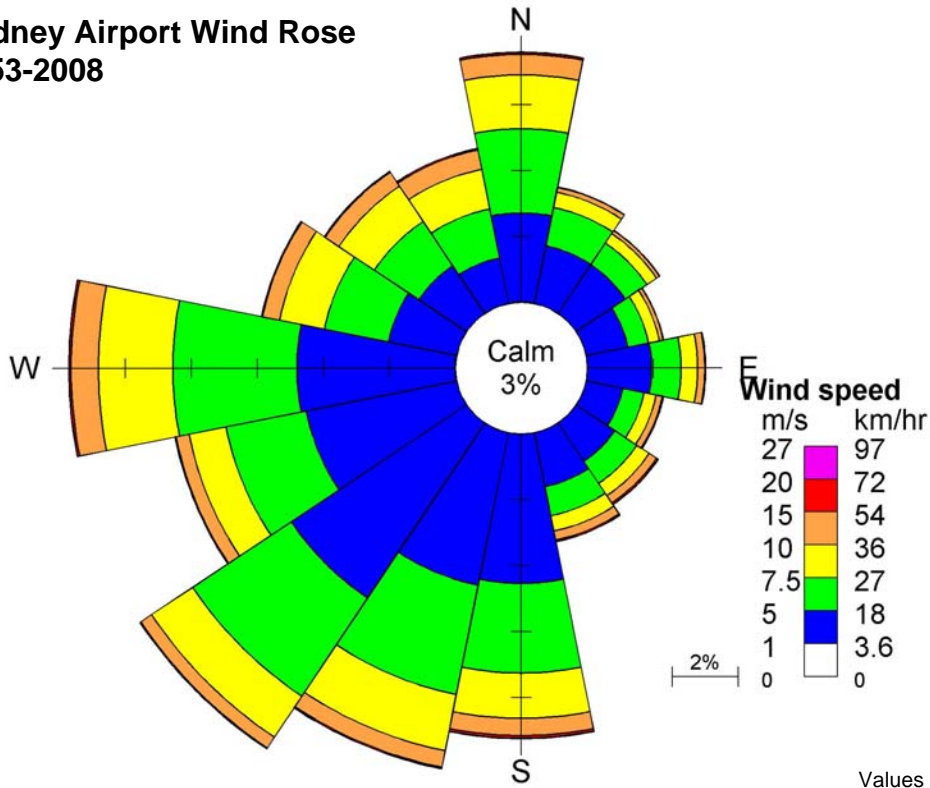 dney Airport Wind Rose
53-2008
N
Calm
3%
W
E
Wind speed
m/s km/hr
27 97
20 72
15 54
10 36
7.5 27
5 18
1 3.6
2%
0 0
S
Values